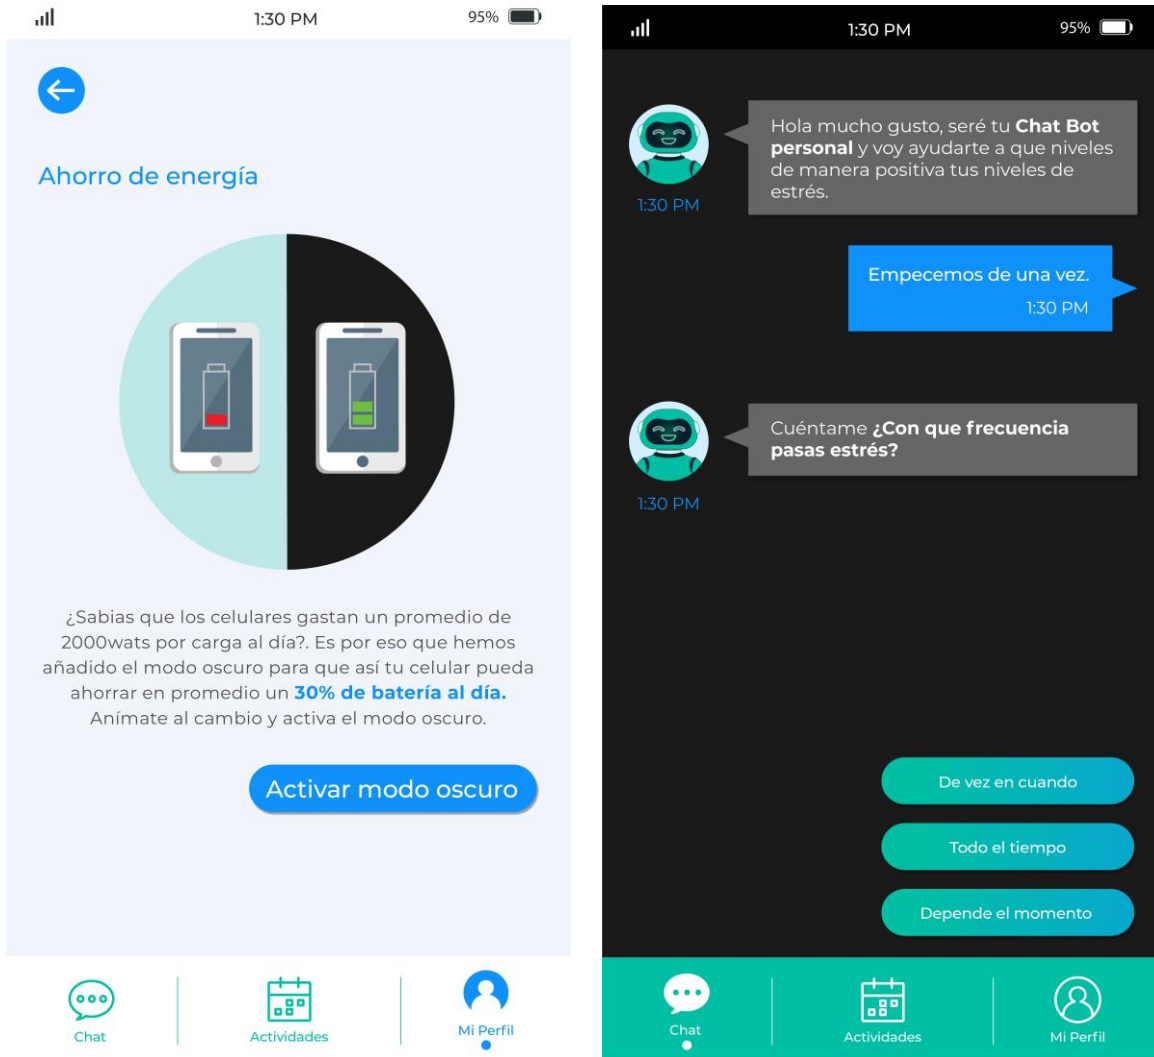 1:30 PM
95%
Ahorro de energía
¿Sabias que los celulares gastan un promedio de
2000wats por carga al día?. Es por eso que hemos
añadido el modo oscuro para que así tu celular pueda
ahorrar en promedio un 30% de batería al día.
Anímate al cambio y activa el modo oscuro.
Activar modo oscuro
Chat
Actividades
Mi Perfil
1:30 PM
95%
Hola mucho gusto, seré tu Chat Bot
personal y voy ayudarte a que niveles
de manera positiva tus niveles de
estrés.
1:30 PM
Empecemos de una vez.
1:30 PM
Cuéntame ¿Con que frecuencia
pasas estrés?
1:30 PM
De vez en cuando
Todo el tiempo
Depende el momento
Chat
Actividades
Mi Perfil